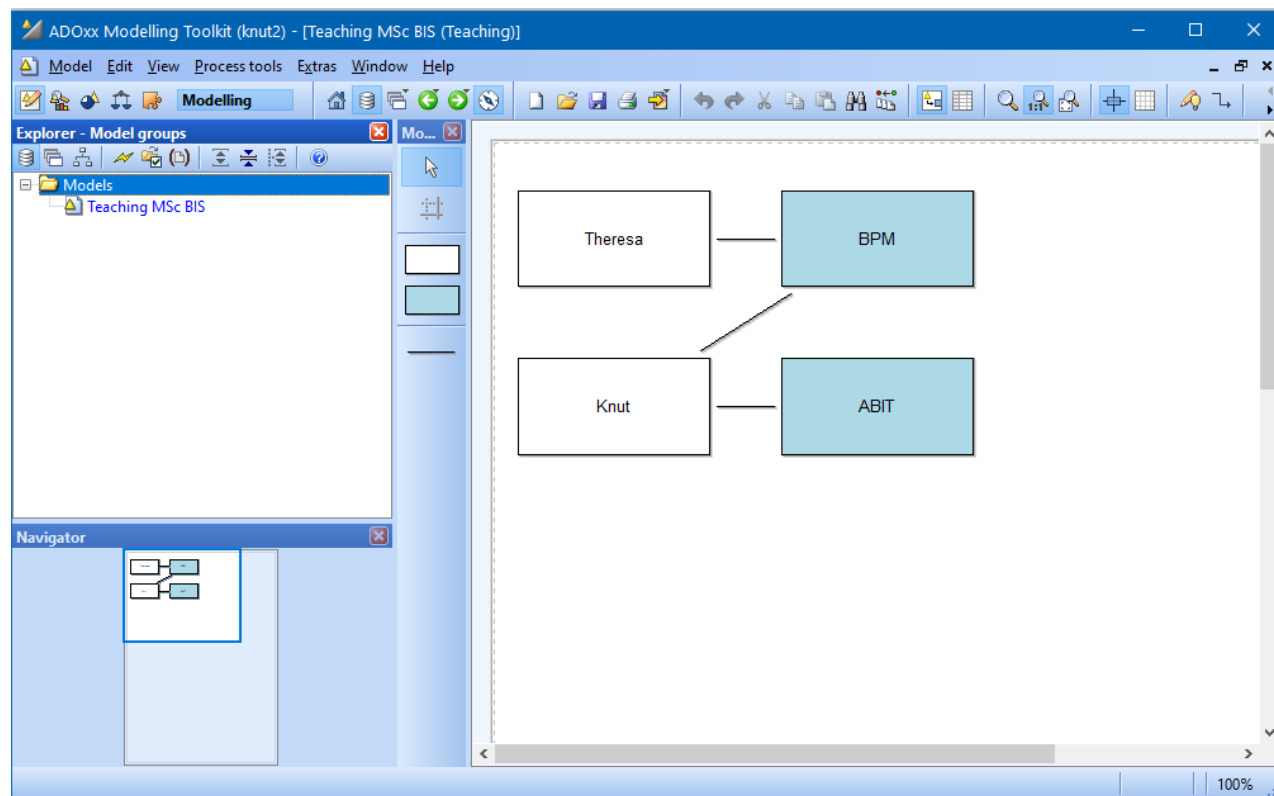 ADOxx Modelling Toolkit (knut2) - [Teaching MSc BIS (Teaching)]
Model Edit View Process tools Extras Window Help
Modelling
Explorer - Model groups
Mo...
Models
Teaching MSc BIS
Theresa
BPM
Knut
ABIT
Navigator
100%